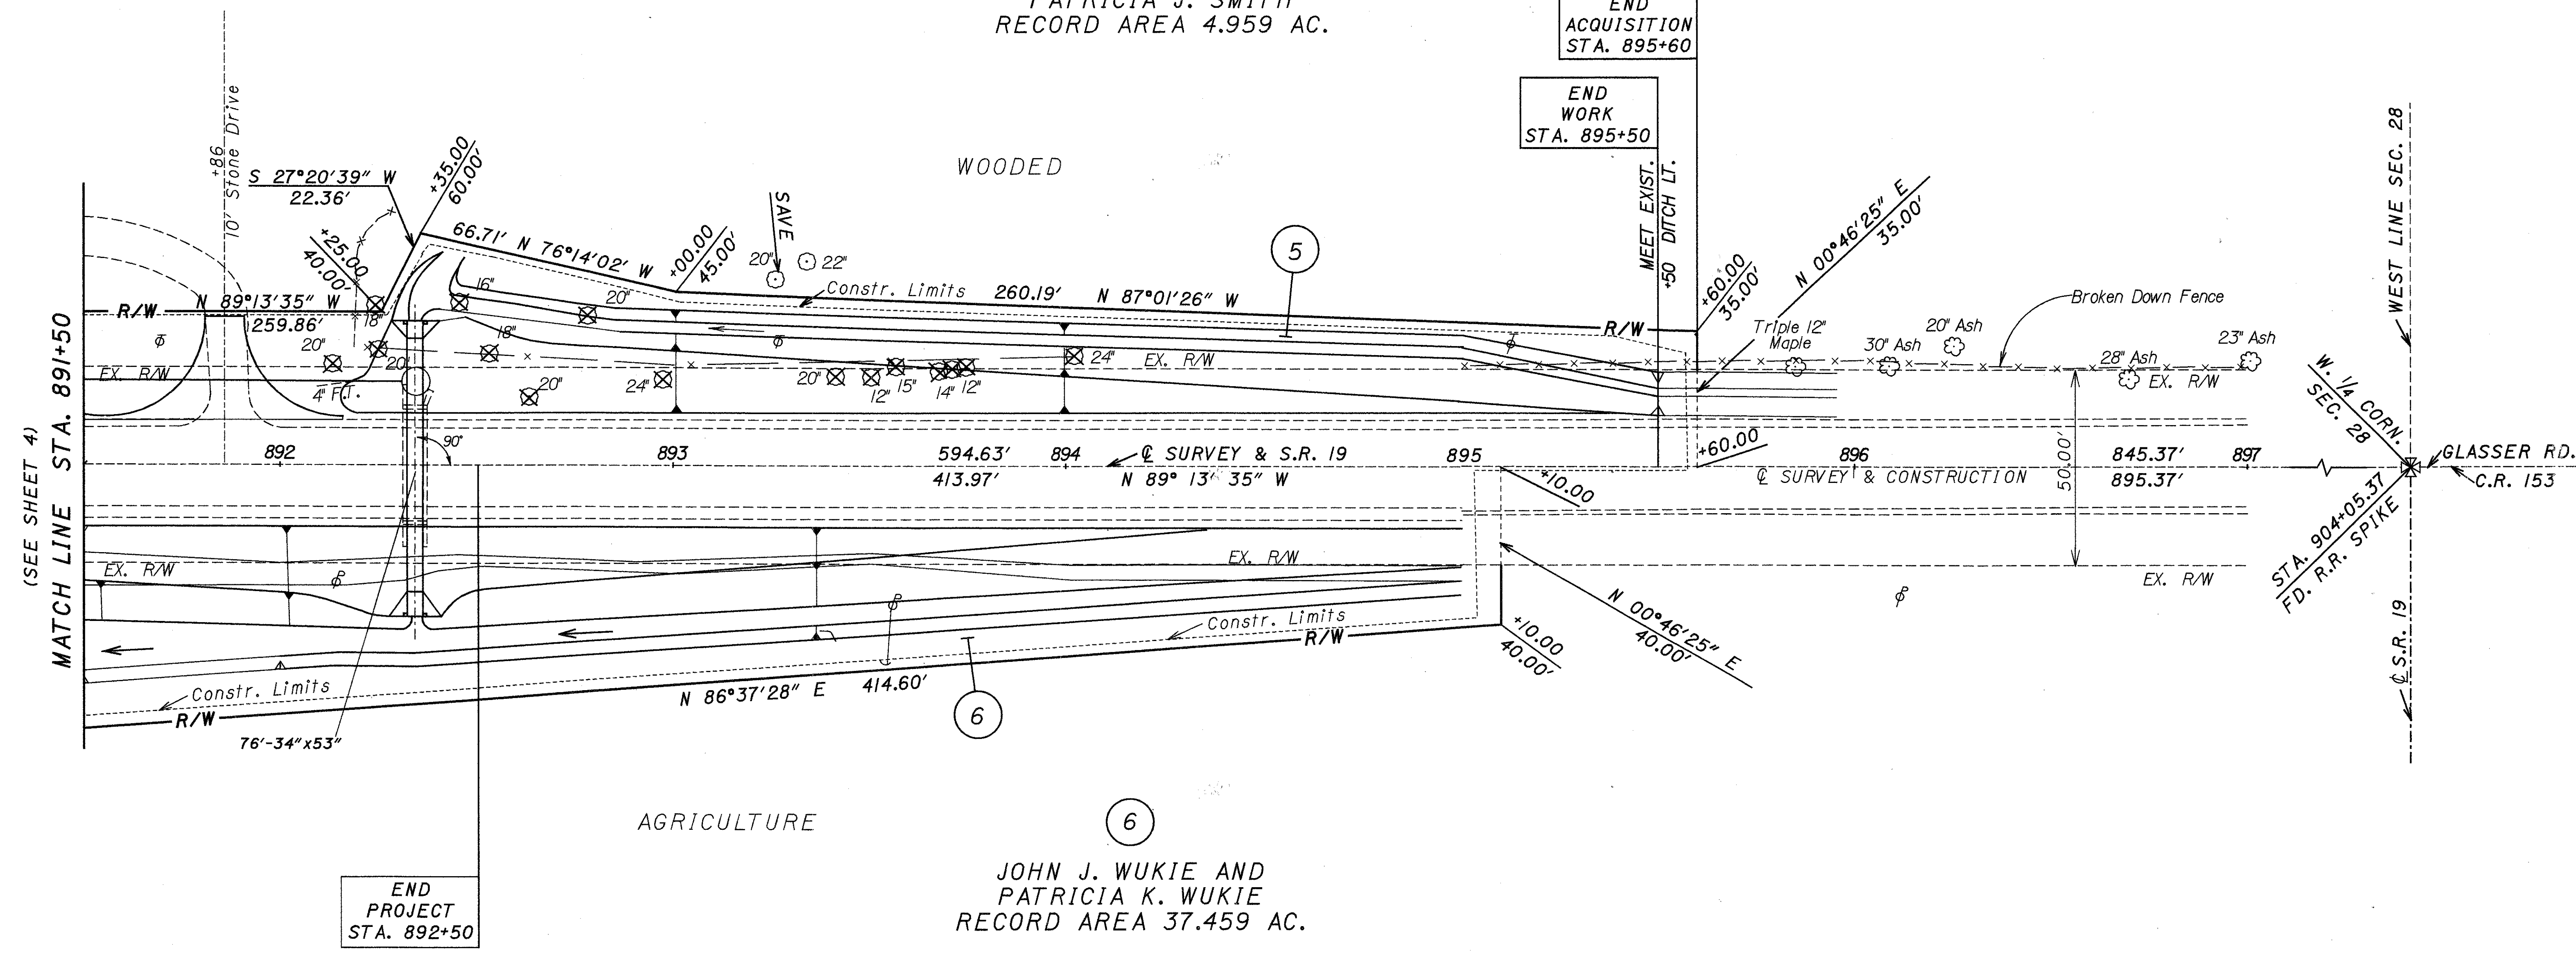 PATRICIA J. SMITH
RECORD AREA 4.959 AC.
END
ACQUISITION
STA. 895+60
END
WORK
STA. 895+50
MEET EXIST.
+50 DITCH LT.
WOODED
+86
10' Stone Drive
S 27°20'39" W
22.36'
+35.00
60.00'
+25.00
40.00'
66.71' N 76°14'02' W
+00.00
45.00'
SAVE
20"
22"
5
Constr. Limits 260.19' N 87°01'26" W
R/W
+60.00
35.00'
N 00°46'25" E
35.00'
Broken Down Fence
Triple 12"
Maple
30" Ash
20" Ash
28" Ash
23" Ash
EX. R/W
WEST LINE SEC. 28
W. 1/4 CORN.
SEC. 28
R/W
N 89°13'35" W
259.86'
18"
16"
20"
18"
20"
20'
EX. R/W
4" F.T.
20"
24"
20"
12"
15"
14"
12"
24"
EX. R/W
(SEE SHEET 4)
MATCH LINE STA. 891+50
90°
892
893
594.63'
894
℄ SURVEY & S.R. 19
895
+60.00
896
845.37'
897
413.97'
N 89° 13' 35" W
+10.00
℄ SURVEY & CONSTRUCTION
895.37'
50.00'
GLASSER RD.
C.R. 153
STA. 904+05.37
FD. R.R. SPIKE
℄ S.R. 19
EX. R/W
EX. R/W
EX. R/W
N 00°46'25" E
40.00'
+10.00
40.00'
Constr. Limits
R/W
Constr. Limits
R/W
N 86°37'28" E 414.60'
6
76'-34"x53"
AGRICULTURE
6
JOHN J. WUKIE AND
PATRICIA K. WUKIE
RECORD AREA 37.459 AC.
END
PROJECT
STA. 892+50